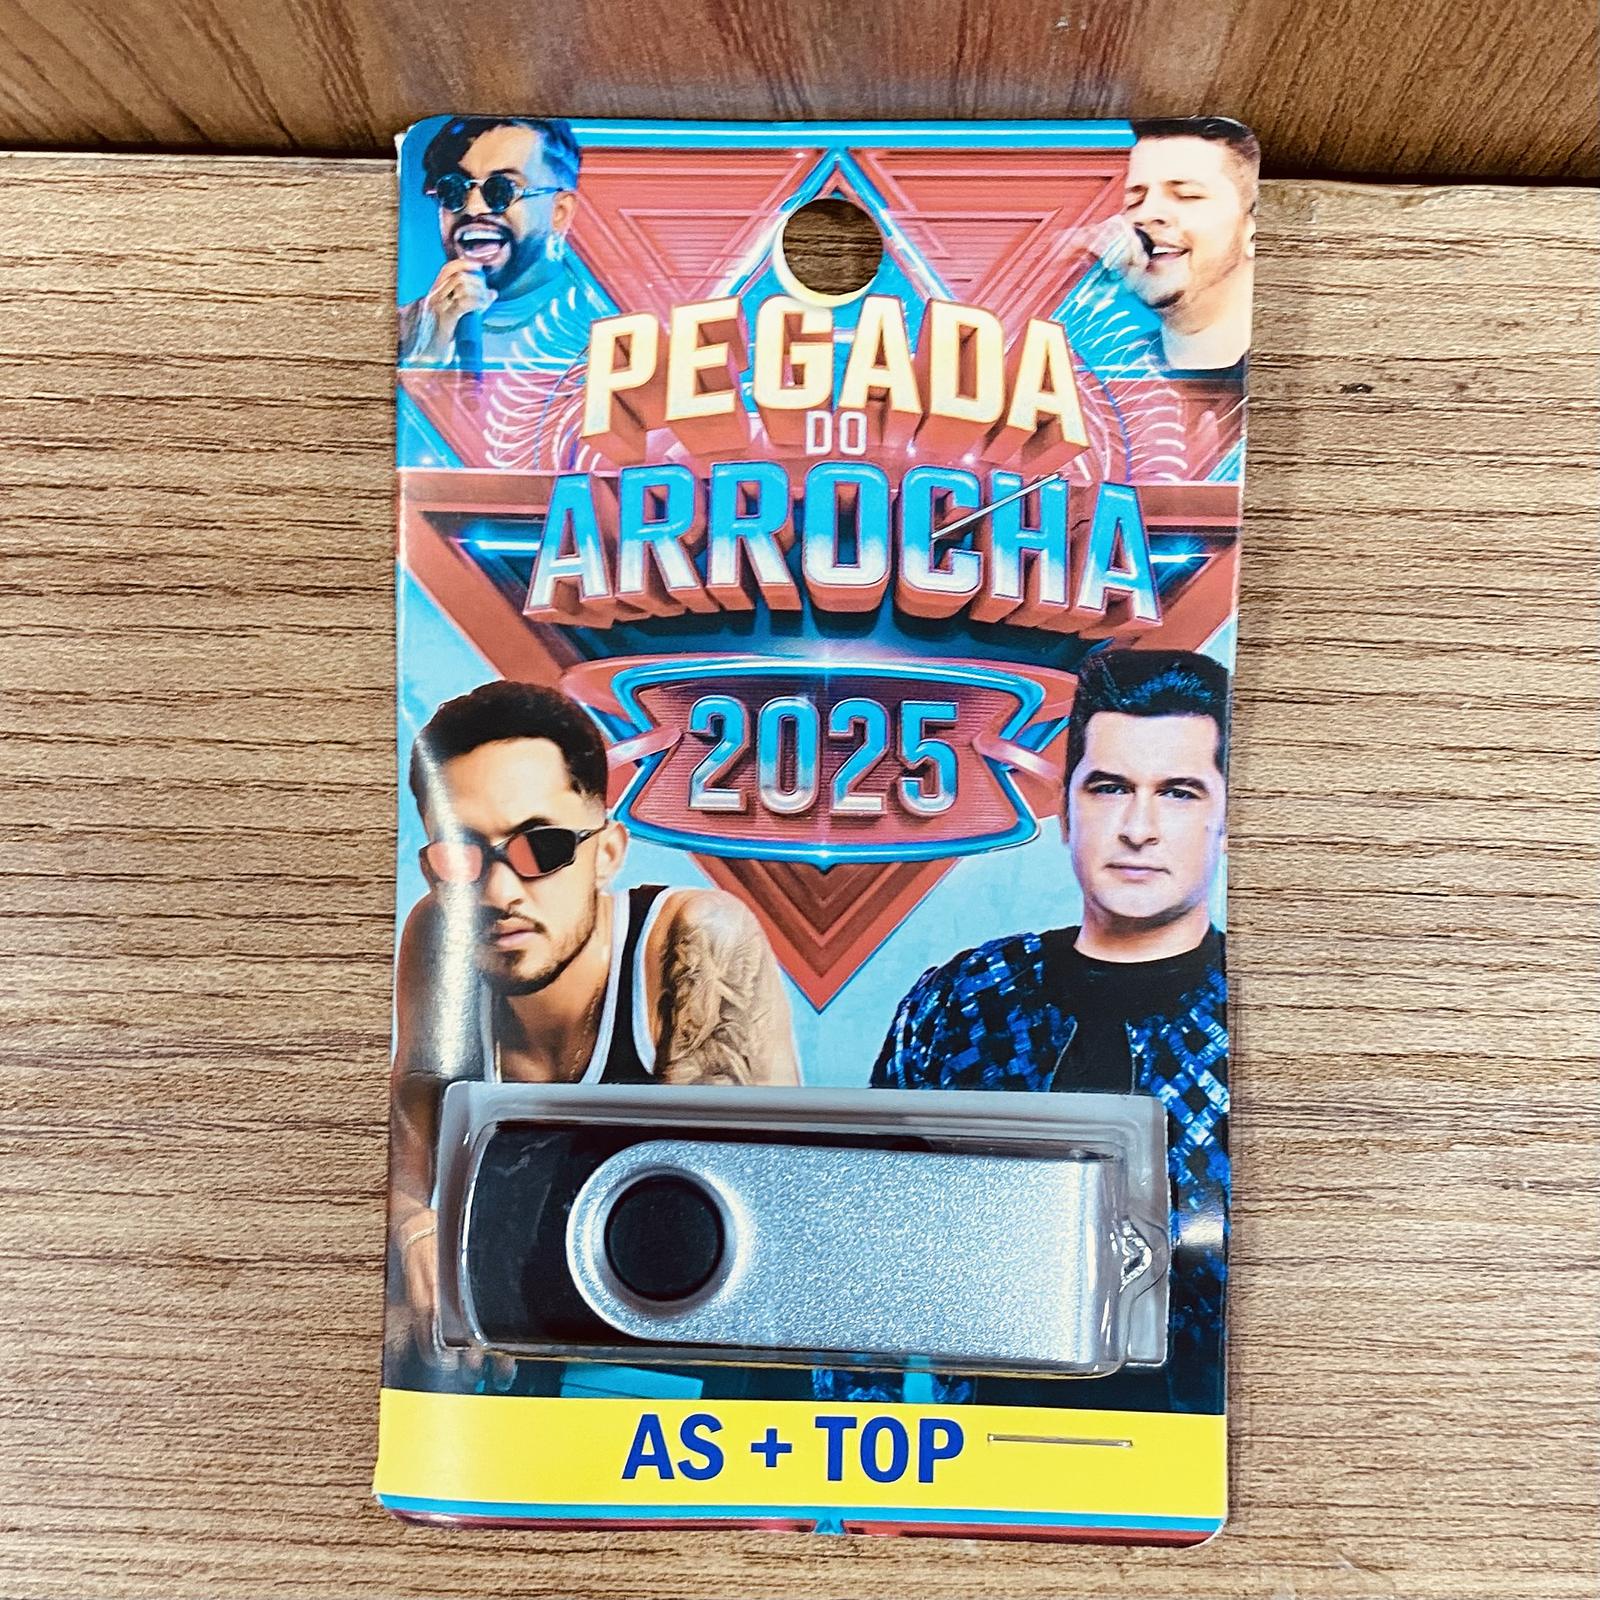 PEGADA
DO
ARROCHA
2025
AS + TOP